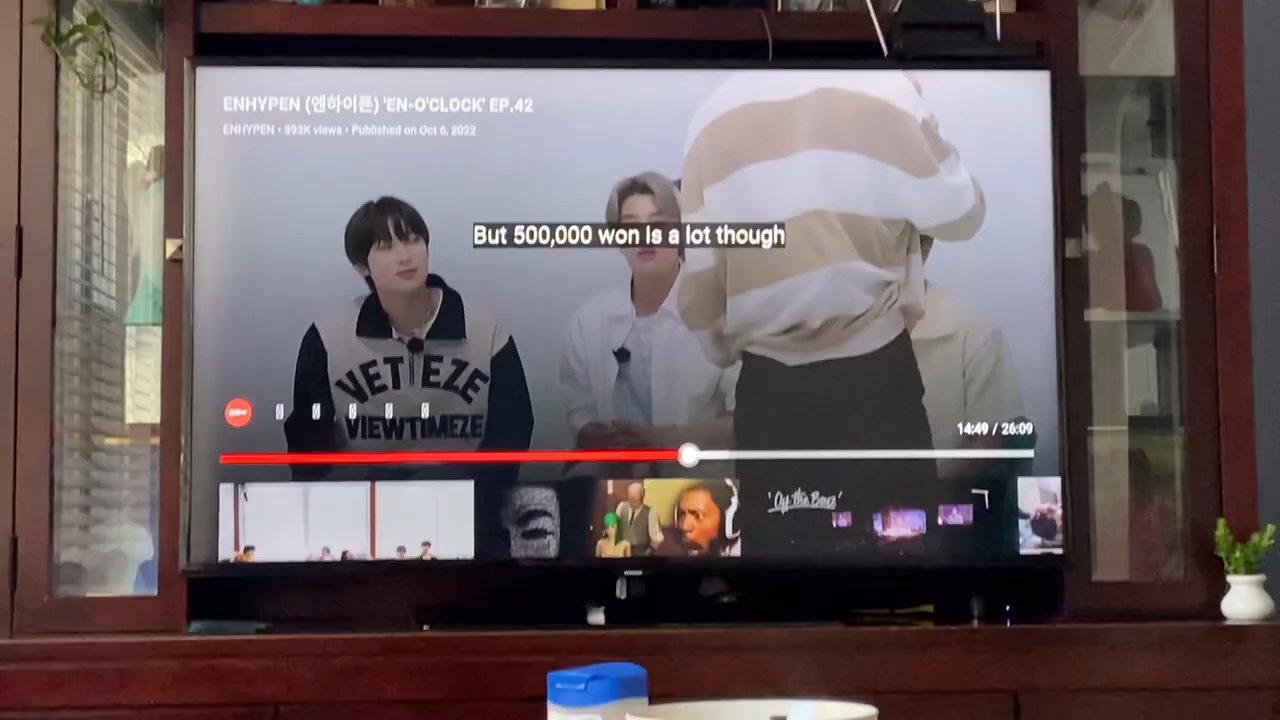 ENHYPEN (엔하이픈) 'EN-O'CLOCK' EP.42
ENHYPEN • 393K views • Published on Oct 6, 2022
But 500,000 won is a lot though
VETEZE
VIEWTIMEZE
14:49 / 26:09